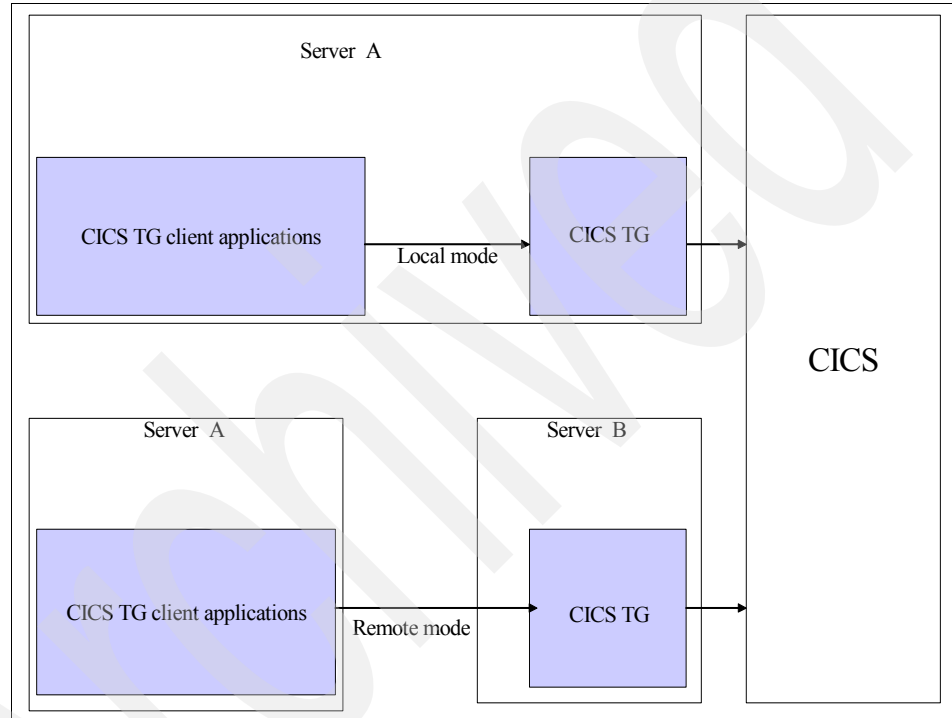 Server A
CICS TG client applications
Local mode
CICS TG
CICS
Server A
Server B
CICS TG client applications
Remote mode
CICS TG
Archived